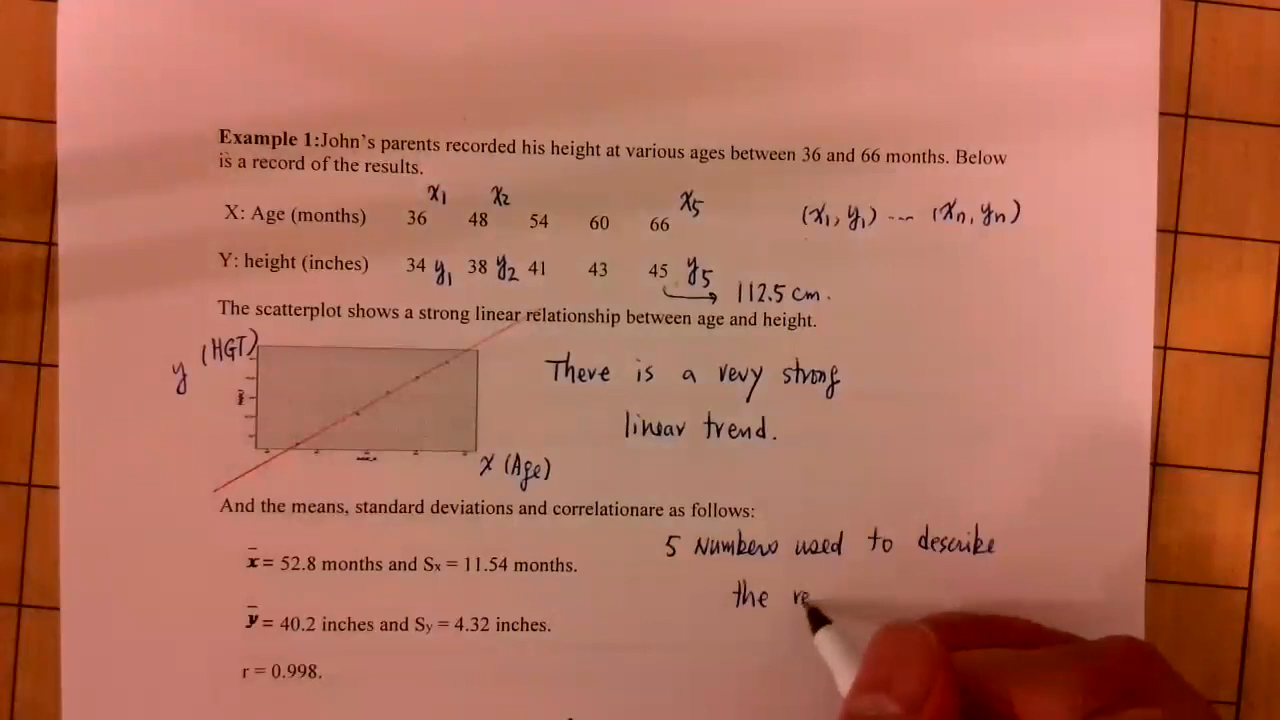 Example 1:John's parents recorded his height at various ages between 36 and 66 months. Below
is a record of the results.
x1 x2 x5
X: Age (months) 36 48 54 60 66 (x1, y1) ---- (xn, yn)
Y: height (inches) 34 y1 38 y2 41 43 45 y5
112.5 cm.
The scatterplot shows a strong linear relationship between age and height.
y (HGT)
There is a very strong
linear trend.
x (Age)
And the means, standard deviations and correlationare as follows:
5 Numbers used to describe
x̄ = 52.8 months and Sx = 11.54 months.
the re
ȳ = 40.2 inches and Sy = 4.32 inches.
r = 0.998.